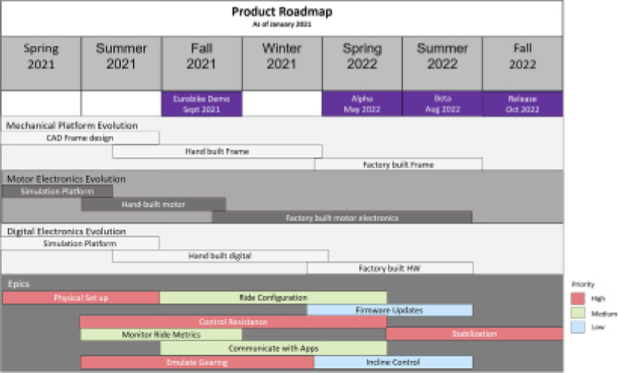 Product Roadmap
As of January 2021
Spring 2021
Summer 2021
Fall 2021
Winter 2021
Spring 2022
Summer 2022
Fall 2022
Eurobike Demo
Sept 2021
Alpha
May 2022
Beta
Aug 2022
Release
Oct 2022
Mechanical Platform Evolution
CAD Frame design
Hand built Frame
Factory built Frame
Motor Electronics Evolution
Simulation Platform
Hand built motor
Factory built motor electronics
Digital Electronics Evolution
Simulation Platform
Hand built digital
Factory built HW
Epics
Physical Set up
Ride Configuration
Firmware Updates
Control Resistance
Monitor Ride Metrics
Stabilization
Communicate with Apps
Emulate Gearing
Incline Control
Priority
High
Medium
Low